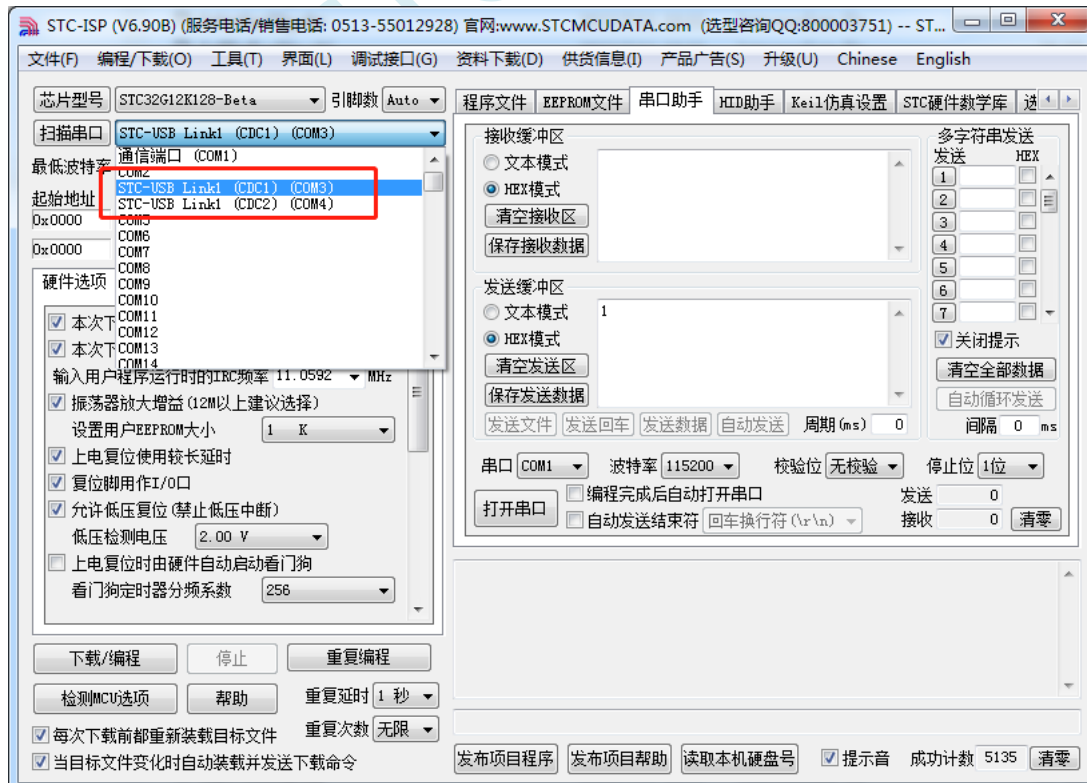 STC-ISP (V6.90B) (服务电话/销售电话: 0513-55012928) 官网:www.STCMCUDATA.com (选型咨询QQ:800003751) -- ST...
文件(F) 编程/下载(O) 工具(T) 界面(L) 调试接口(G) 资料下载(D) 供货信息(I) 产品广告(S) 升级(U) Chinese English
芯片型号 STC32G12K128-Beta 引脚数 Auto
扫描串口 STC-USB Link1 (CDC1) (COM3)
最低波特率
通信端口 (COM1)
COM2
STC-USB Link1 (CDC1) (COM3)
STC-USB Link1 (CDC2) (COM4)
COM5
COM6
COM7
COM8
COM9
COM10
COM11
COM12
COM13
COM14
起始地址
0x0000
0x0000
硬件选项
本次下
本次下
输入用户程序运行时的IRC频率 11.0592 MHz
振荡器放大增益(12M以上建议选择)
设置用户EEPROM大小 1 K
上电复位使用较长延时
复位脚用作I/O口
允许低压复位(禁止低压中断)
低压检测电压 2.00 V
上电复位时由硬件自动启动看门狗
看门狗定时器分频系数 256
下载/编程 停止 重复编程
检测MCU选项 帮助 重复延时 1 秒
每次下载前都重新装载目标文件 重复次数 无限
当目标文件变化时自动装载并发送下载命令
程序文件 EEPROM文件 串口助手 HID助手 Keil仿真设置 STC硬件数学库
接收缓冲区
文本模式
HEX模式
清空接收区
保存接收数据
发送缓冲区
文本模式 1
HEX模式
清空发送区
保存发送数据
发送文件 发送回车 发送数据 自动发送 周期(ms) 0
多字符串发送
发送 HEX
1
2
3
4
5
6
7
关闭提示
清空全部数据
自动循环发送
间隔 0 ms
串口 COM1 波特率 115200 校验位 无校验 停止位 1位
打开串口 编程完成后自动打开串口 发送 0
自动发送结束符 回车换行符(\r\n) 接收 0 清零
发布项目程序 发布项目帮助 读取本机硬盘号 提示音 成功计数 5135 清零